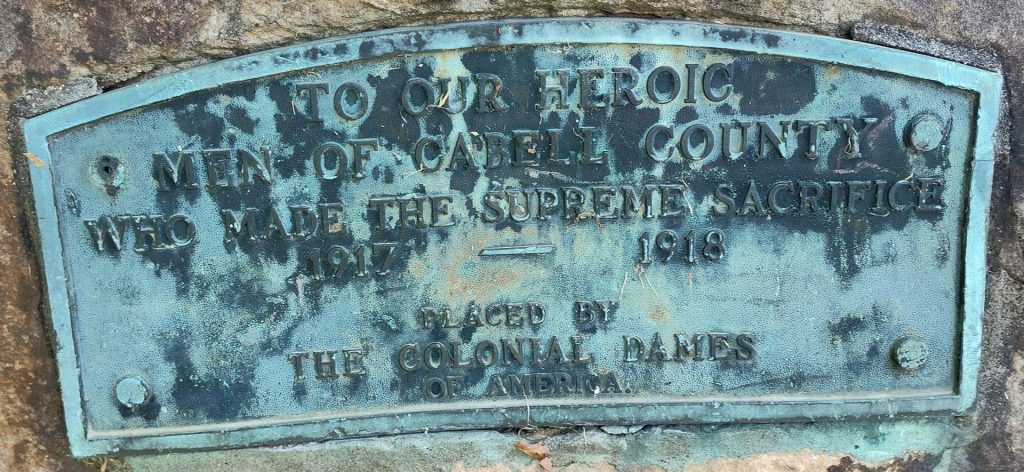 TO OUR HEROIC
MEN OF CABELL COUNTY
WHO MADE THE SUPREME SACRIFICE
1917 — 1918
PLACED BY
THE COLONIAL DAMES
OF AMERICA.